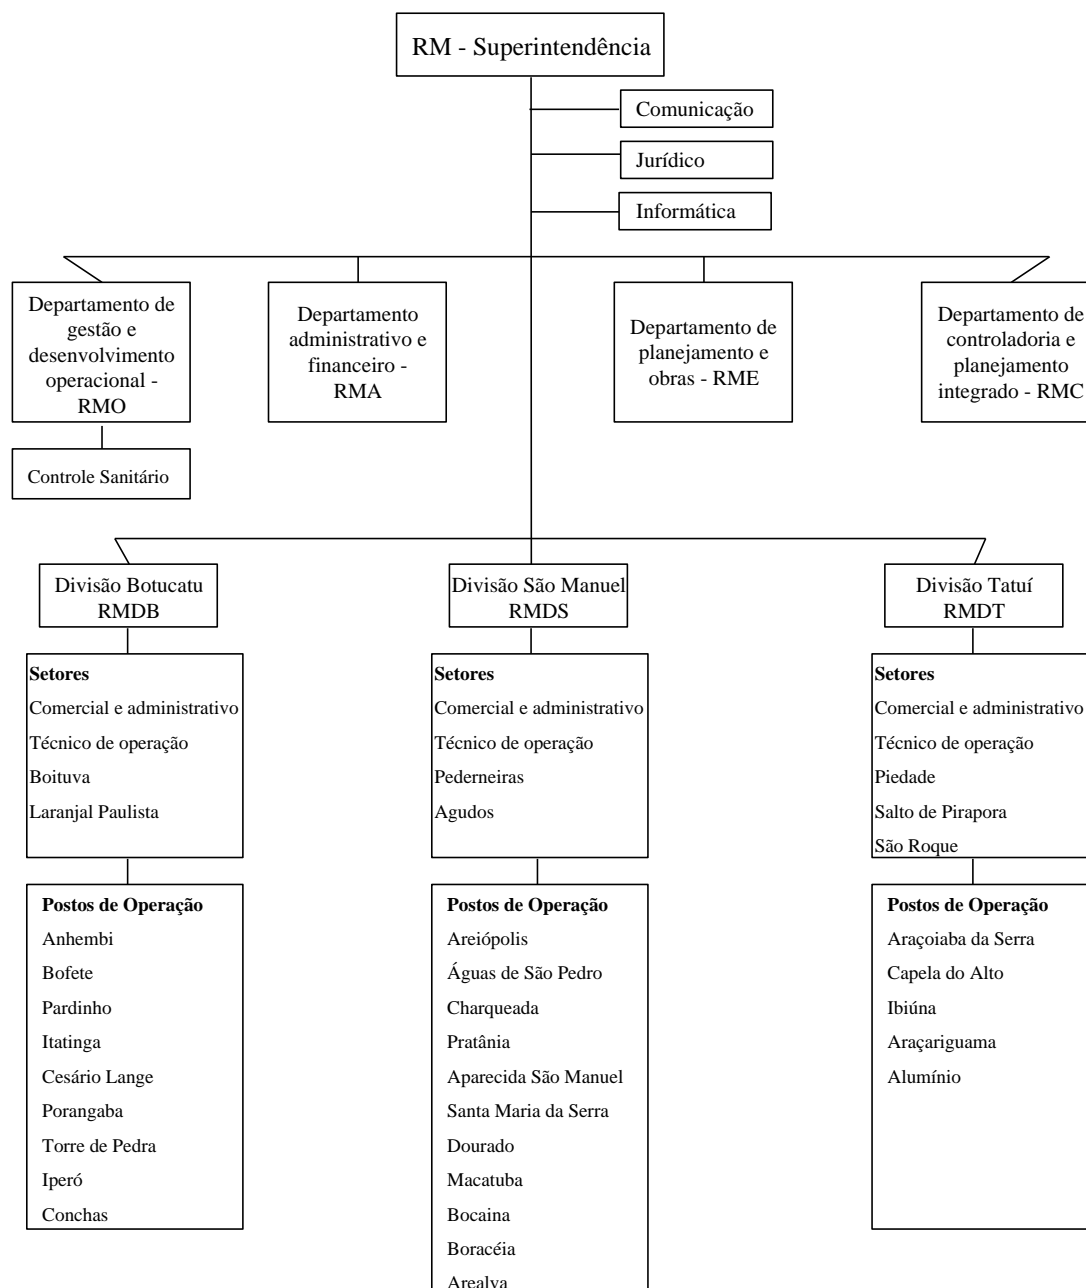 RM - Superintendência
Comunicação
Jurídico
Informática
Departamento de
gestão e
desenvolvimento
operacional -
RMO
Departamento
administrativo e
financeiro -
RMA
Departamento de
planejamento e
obras - RME
Departamento de
controladoria e
planejamento
integrado - RMC
Controle Sanitário
Divisão Botucatu
RMDB
Divisão São Manuel
RMDS
Divisão Tatuí
RMDT
Setores
Comercial e administrativo
Técnico de operação
Boituva
Laranjal Paulista
Setores
Comercial e administrativo
Técnico de operação
Pederneiras
Agudos
Setores
Comercial e administrativo
Técnico de operação
Piedade
Salto de Pirapora
São Roque
Postos de Operação
Anhembi
Bofete
Pardinho
Itatinga
Cesário Lange
Porangaba
Torre de Pedra
Iperó
Conchas
Postos de Operação
Areiópolis
Águas de São Pedro
Charqueada
Pratânia
Aparecida São Manuel
Santa Maria da Serra
Dourado
Macatuba
Bocaina
Boracéia
Arealva
Postos de Operação
Araçoiaba da Serra
Capela do Alto
Ibiúna
Araçariguama
Alumínio